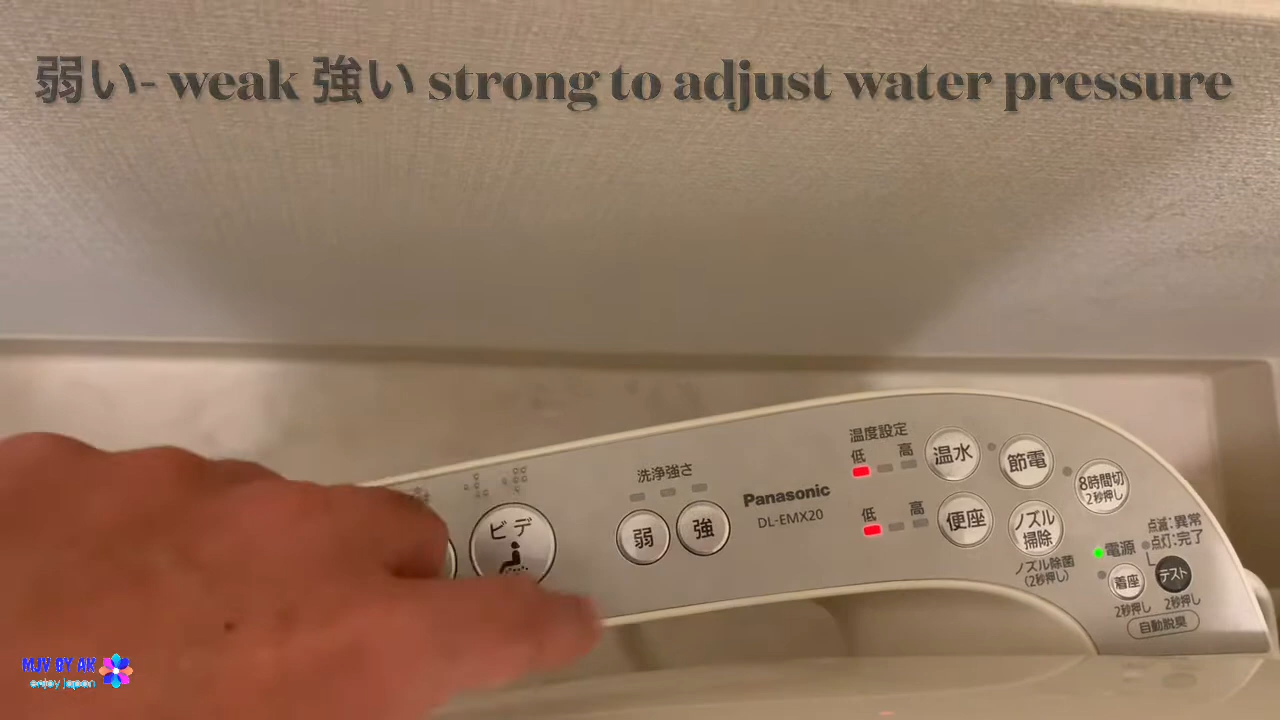 弱い- weak 強い strong to adjust water pressure
ビデ
洗浄強さ
弱
強
Panasonic
DL-EMX20
温度設定
低 高
温水
低 高
便座
節電
ノズル
掃除
ノズル除菌
(2秒押し)
8時間切
2秒押し
点滅:異常
点灯:完了
電源
着座
テスト
2秒押し 2秒押し
自動脱臭
MJV BY AK
enjoy japan